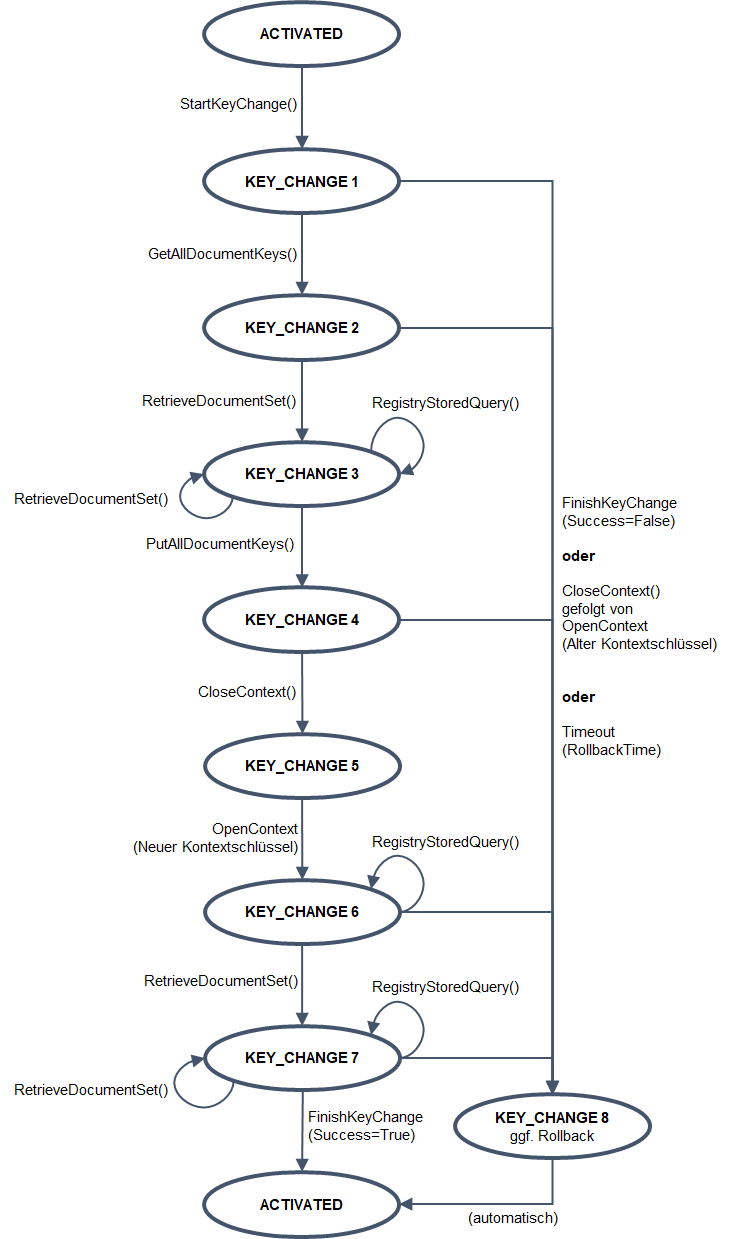 ACTIVATED
StartKeyChange()
KEY_CHANGE 1
GetAllDocumentKeys()
KEY_CHANGE 2
RetrieveDocumentSet()
RegistryStoredQuery()
KEY_CHANGE 3
RetrieveDocumentSet()
FinishKeyChange
(Success=False)
oder
CloseContext()
gefolgt von
OpenContext
(Alter Kontextschlüssel)
oder
Timeout
(RollbackTime)
PutAllDocumentKeys()
KEY_CHANGE 4
CloseContext()
KEY_CHANGE 5
OpenContext
(Neuer Kontextschlüssel)
RegistryStoredQuery()
KEY_CHANGE 6
RetrieveDocumentSet()
RegistryStoredQuery()
KEY_CHANGE 7
RetrieveDocumentSet()
FinishKeyChange
(Success=True)
KEY_CHANGE 8
ggf. Rollback
ACTIVATED
(automatisch)